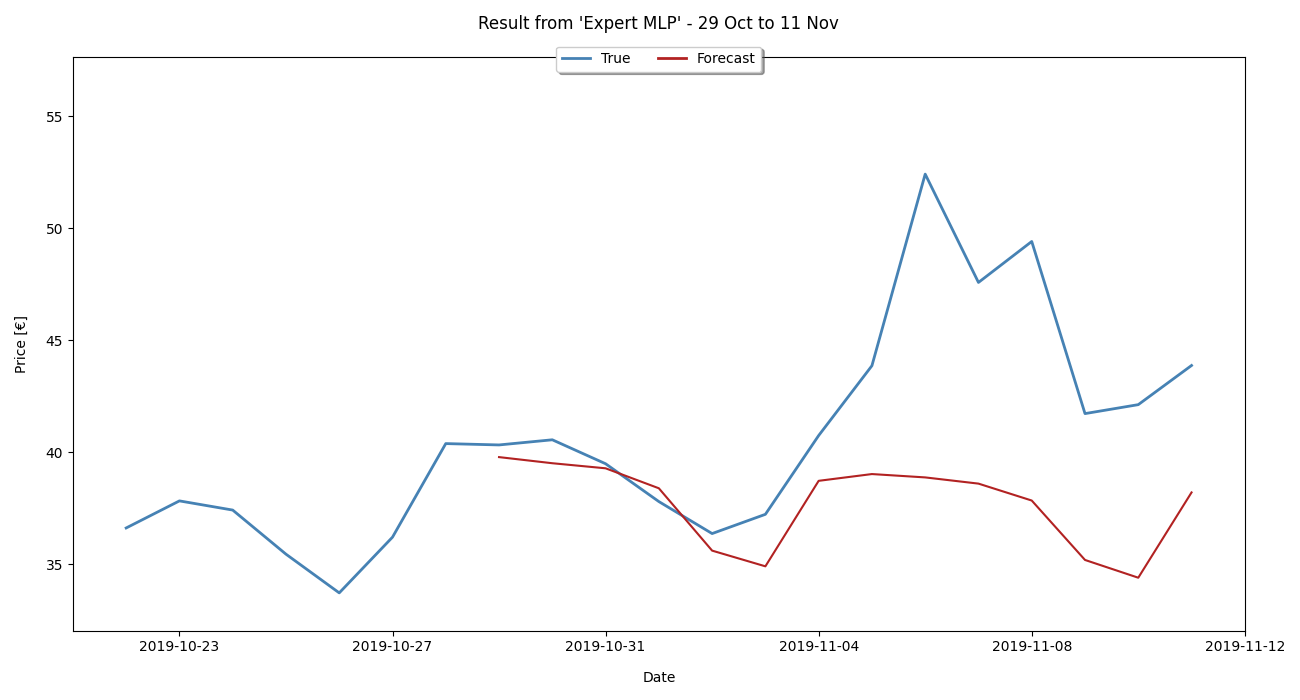 Result from 'Expert MLP' - 29 Oct to 11 Nov
True Forecast
55
50
45
40
35
Price [€]
2019-10-23 2019-10-27 2019-10-31 2019-11-04 2019-11-08 2019-11-12
Date